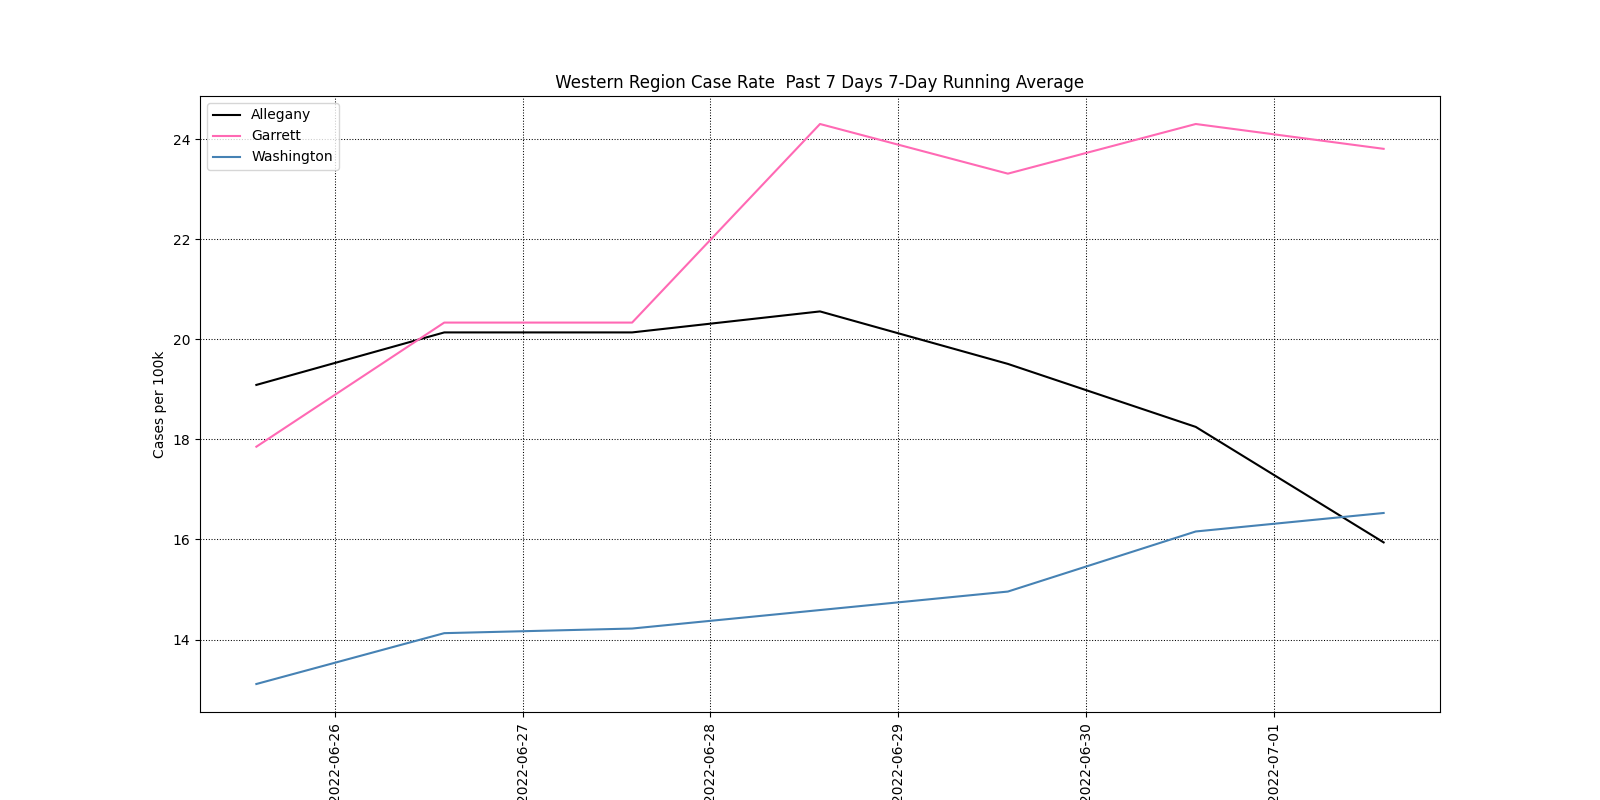 Western Region Case Rate  Past 7 Days 7-Day Running Average
Allegany
Garrett
Washington
24
22
20
18
16
14
Cases per 100k
2022-06-26
2022-06-27
2022-06-28
2022-06-29
2022-06-30
2022-07-01